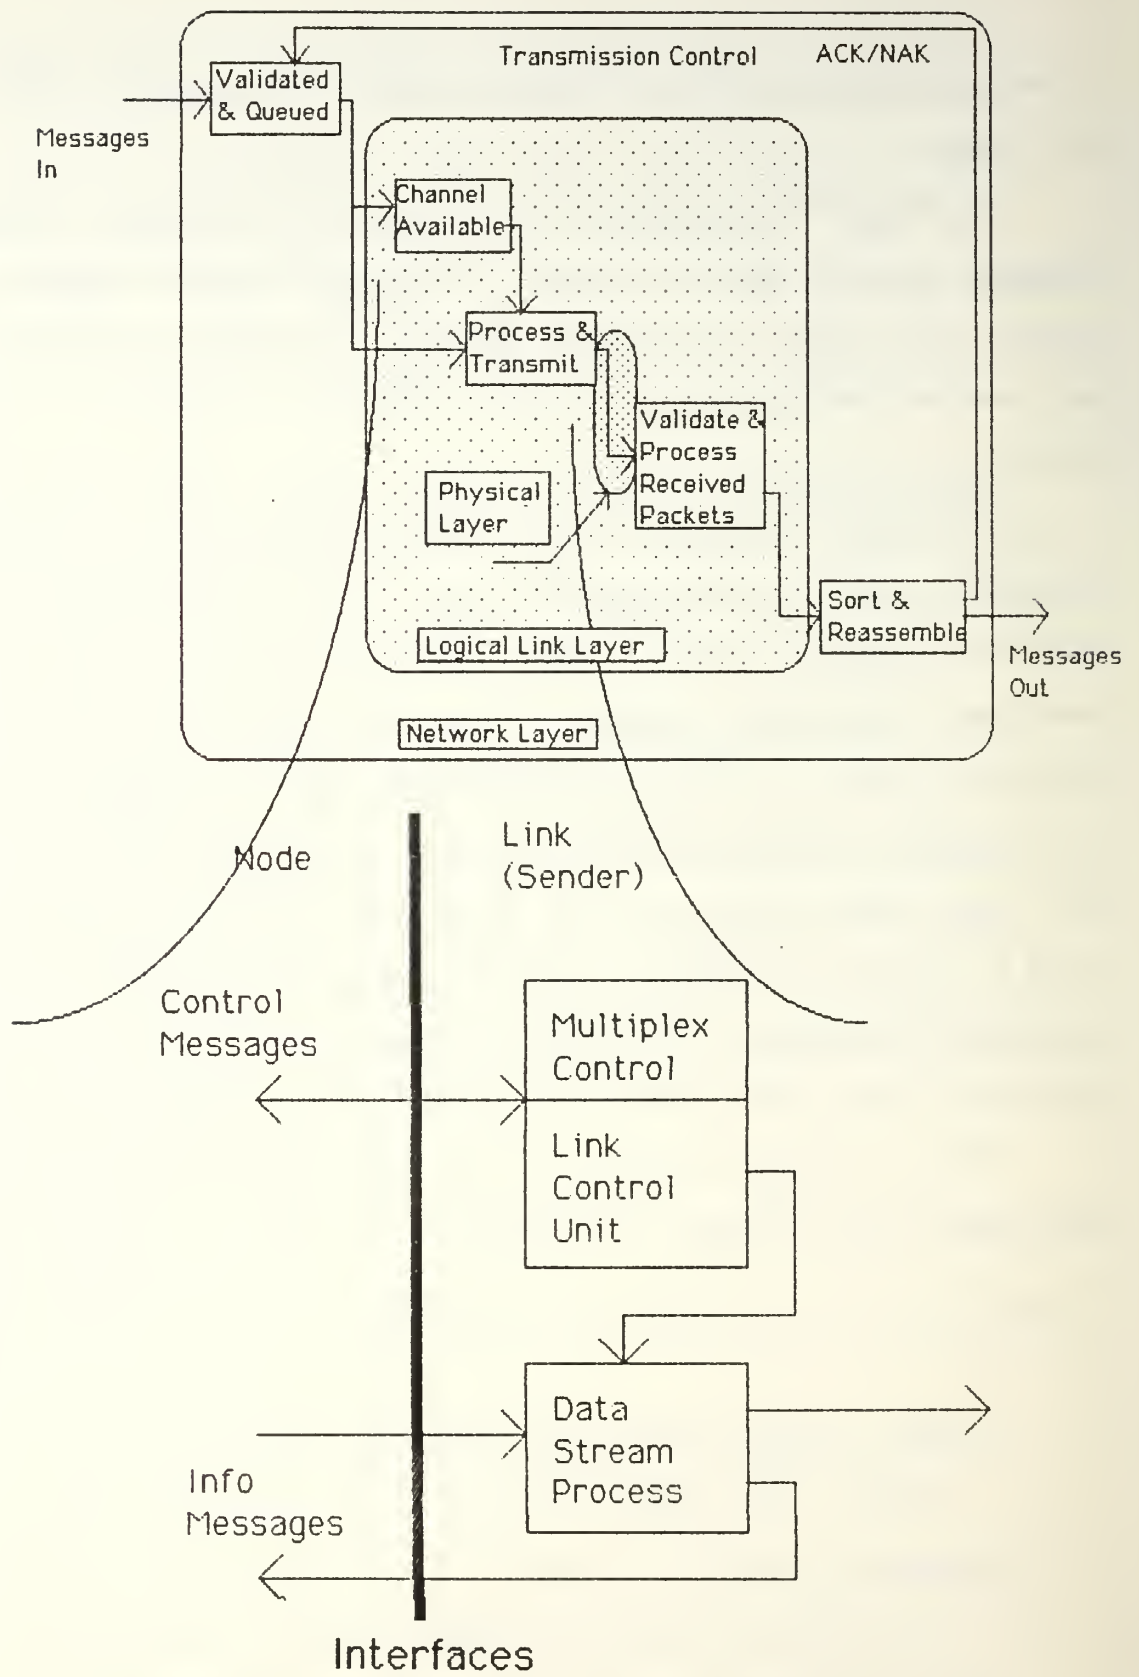 Transmission Control
ACK/NAK
Validated
& Queued
Messages
In
Channel
Available
Process &
Transmit
Validate &
Process
Received
Packets
Physical
Layer
Sort &
Reassemble
Logical Link Layer
Messages
Out
Network Layer
Node
Link
(Sender)
Control
Messages
Multiplex
Control
Link
Control
Unit
Data
Stream
Process
Info
Messages
Interfaces